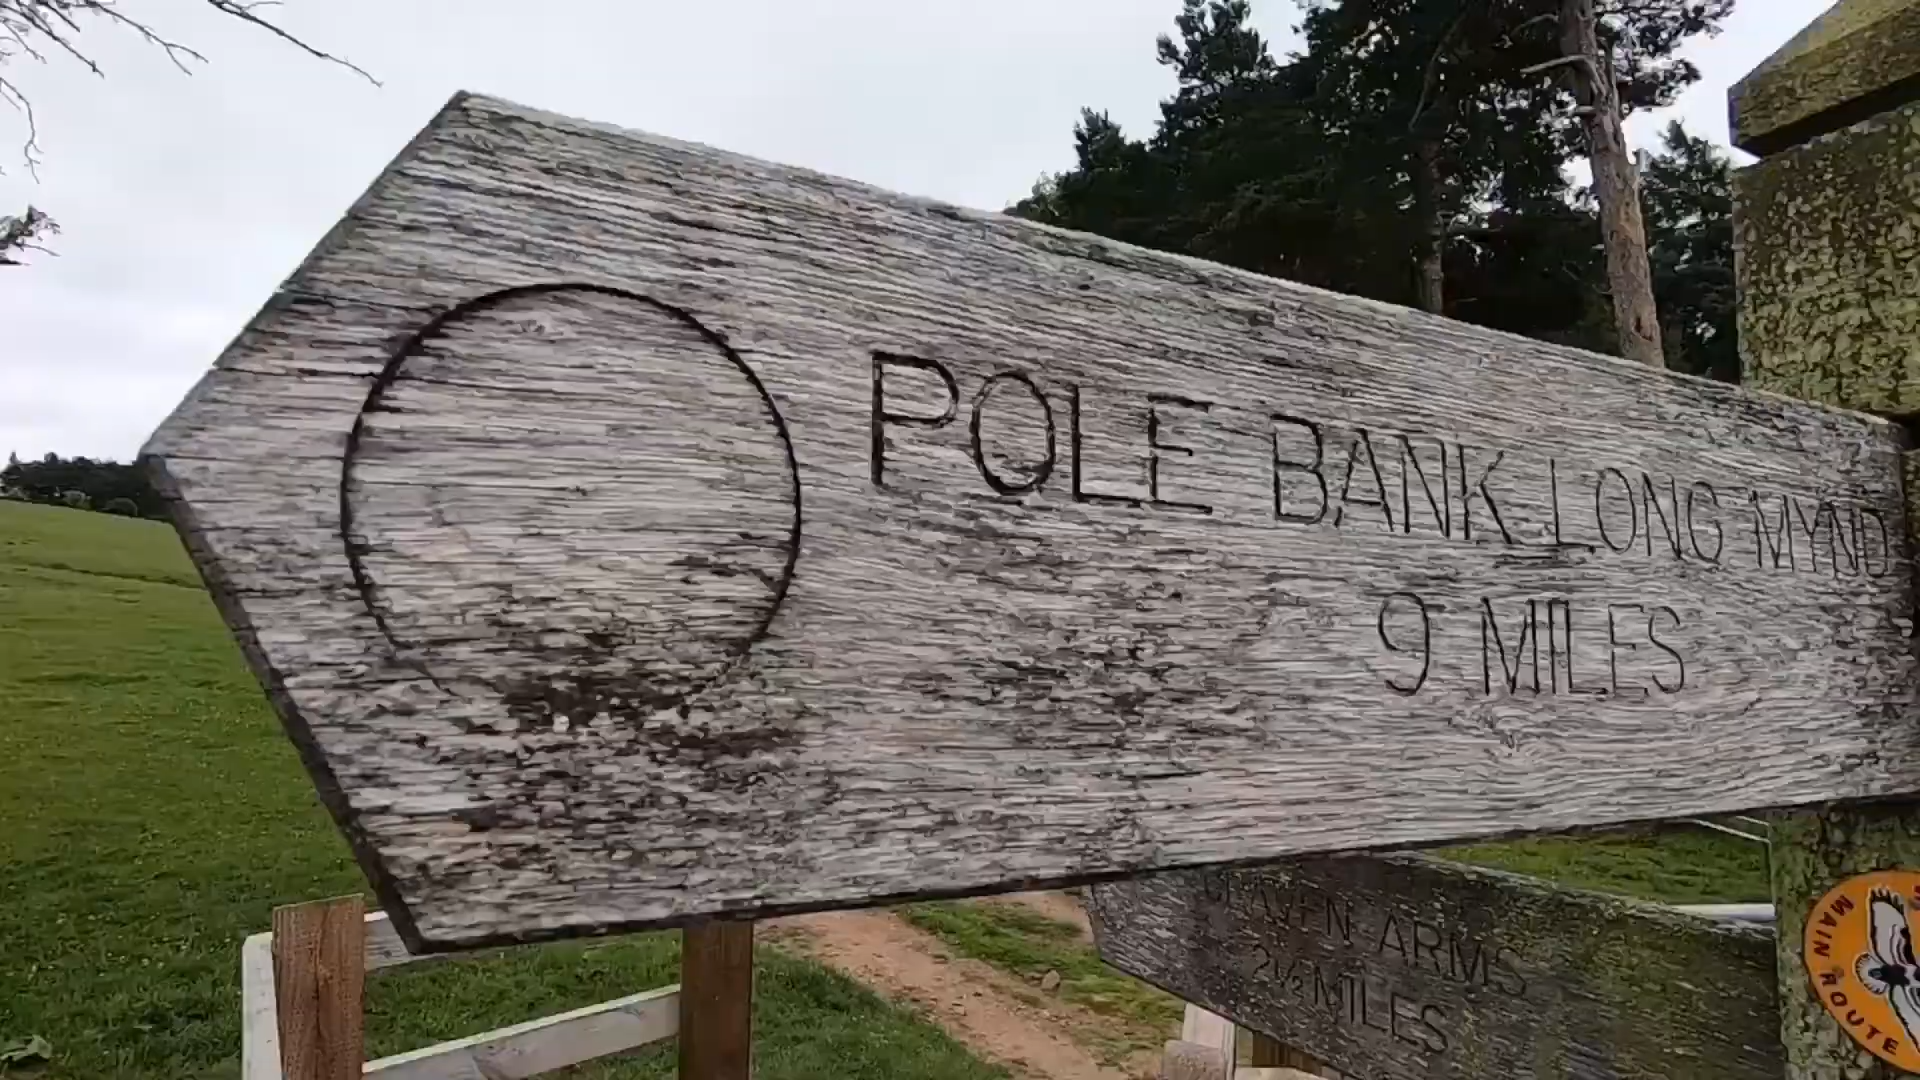 POLE BANK LONG MYND
9 MILES
CRAVEN ARMS
2½ MILES
MAIN ROUTE